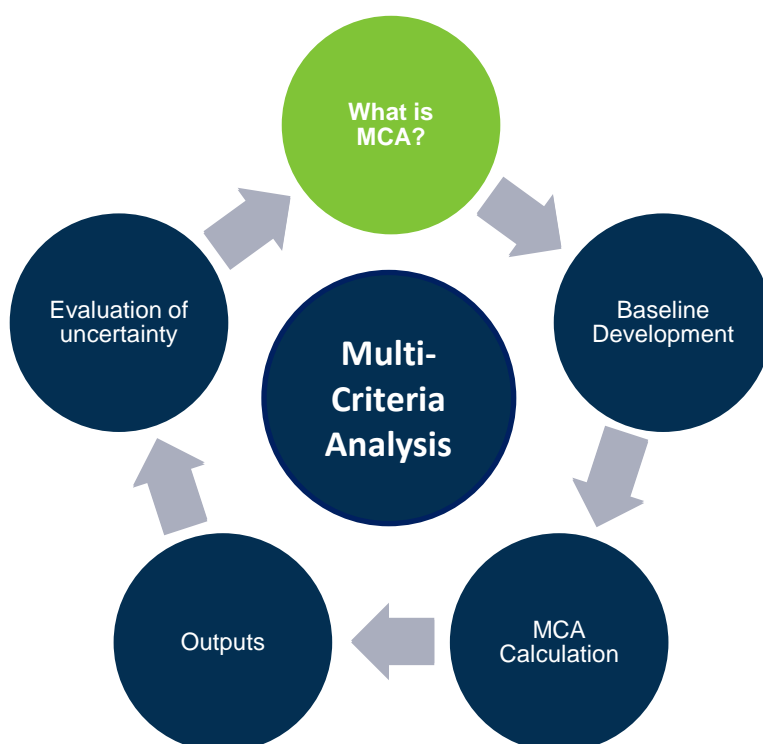 What is
MCA?
Baseline
Development
MCA
Calculation
Outputs
Evaluation of
uncertainty
Multi-
Criteria
Analysis